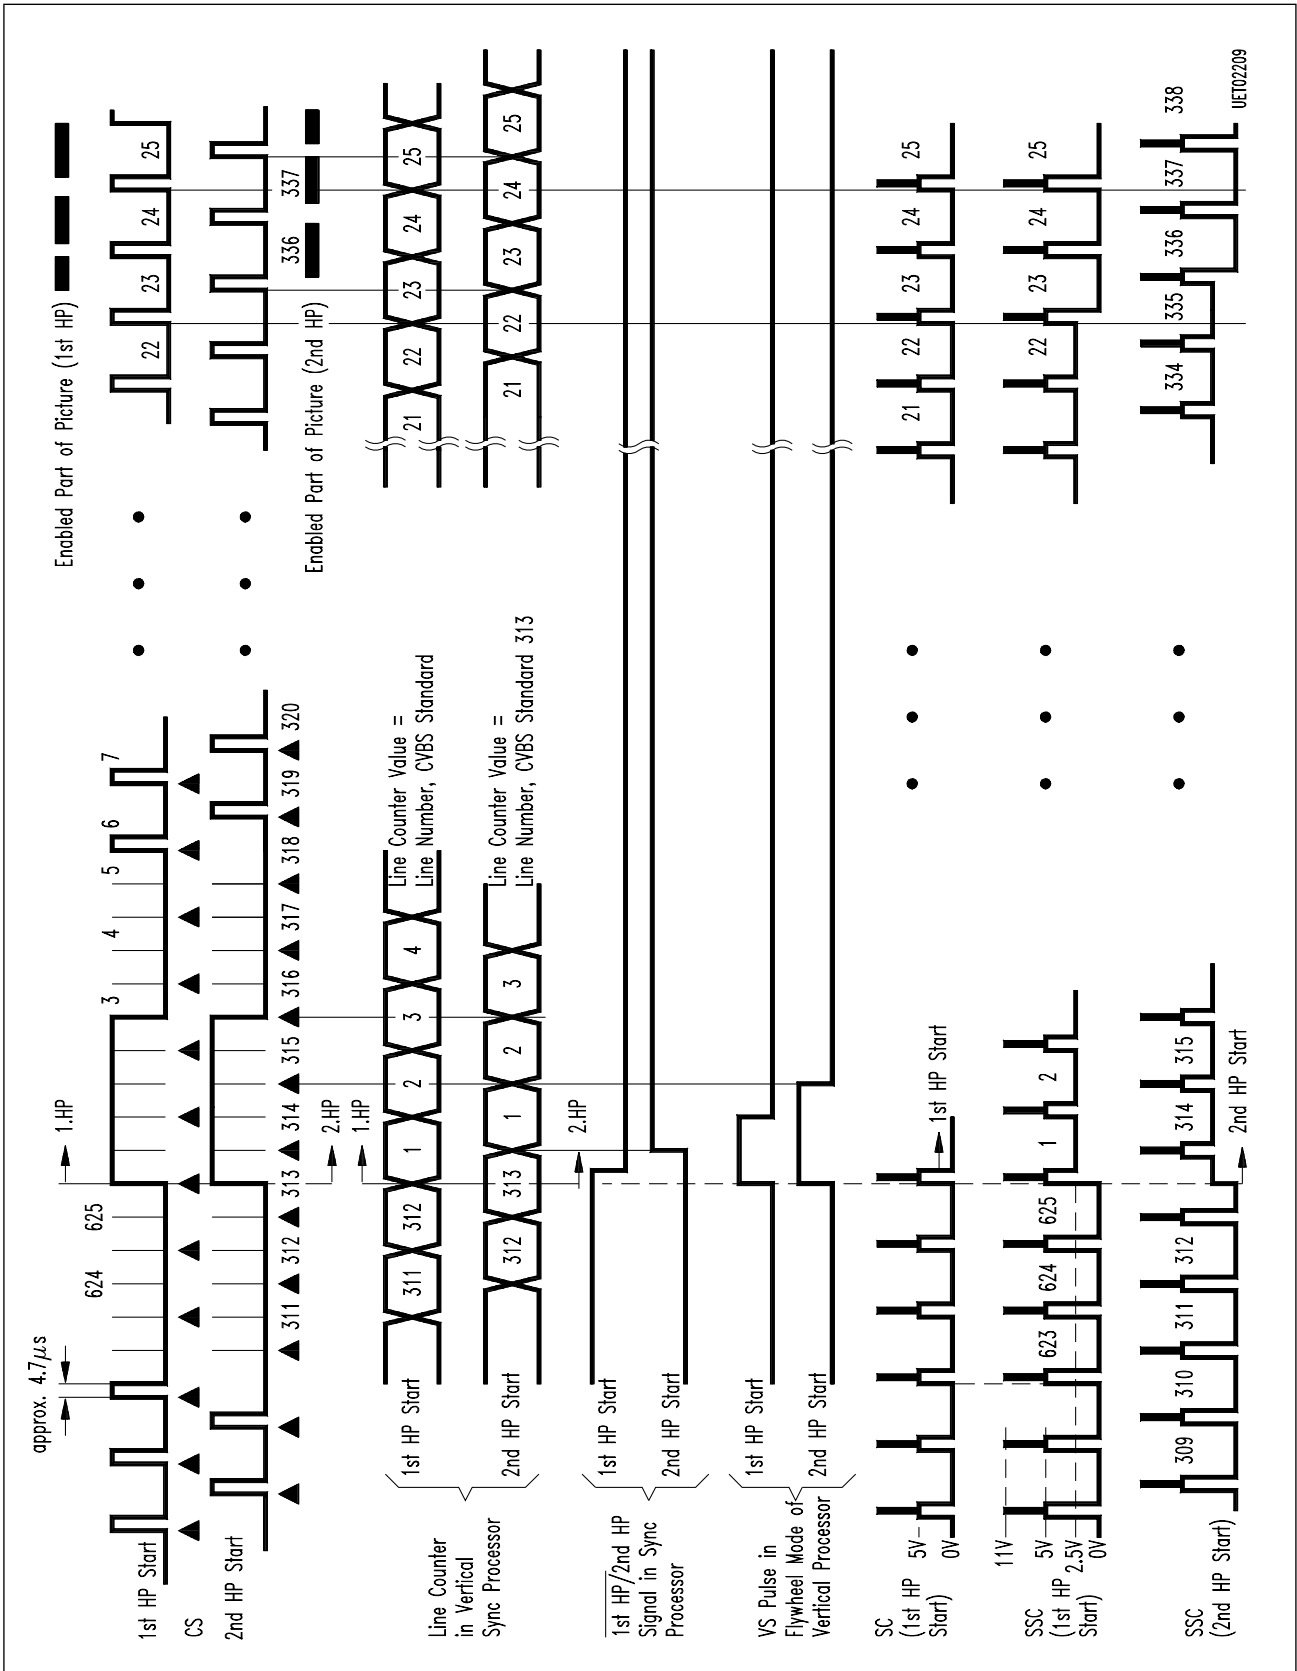 approx. 4.7µs
Enabled Part of Picture (1st HP)
1st HP Start
624
625
1.HP
3
4
5
6
7
22
23
24
25
CS
2nd HP Start
311
312
313
314
315
316
317
318
319
320
336
337
2.HP
1.HP
Enabled Part of Picture (2nd HP)
Line Counter
in Vertical
Sync Processor
1st HP Start
311
312
1
2
3
4
Line Counter Value =
Line Number, CVBS Standard
21
22
23
24
25
2nd HP Start
312
313
1
2
3
Line Counter Value =
Line Number, CVBS Standard 313
21
22
23
24
25
2.HP
1st HP/2nd HP
Signal in Sync
Processor
1st HP Start
2nd HP Start
VS Pulse in
Flywheel Mode of
Vertical Processor
1st HP Start
2nd HP Start
SC
(1st HP
Start)
5V
0V
1st HP Start
21
22
23
24
25
SSC
(1st HP
Start)
11V
5V
2.5V
0V
623
624
625
1
2
22
23
24
25
SSC
(2nd HP Start)
309
310
311
312
314
315
334
335
336
337
338
2nd HP Start
UET02209